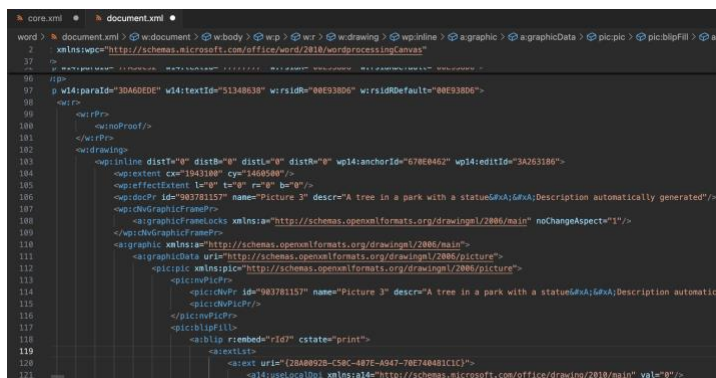 core.xml ● document.xml ●
word > document.xml > w:document > w:body > w:p > w:r > w:drawing > wp:inline > a:graphic > a:graphicData > pic:pic > pic:blipFill > a
2 xmlns:wpc="http://schemas.microsoft.com/office/word/2010/wordprocessingCanvas"
37
96 /:p>
97 p w14:paraId="3DA6DEDE" w14:textId="51348638" w:rsidR="00E938D6" w:rsidRDefault="00E938D6">
98 <w:r>
99 <w:rPr>
100 <w:noProof/>
101 </w:rPr>
102 <w:drawing>
103 <wp:inline distT="0" distB="0" distL="0" distR="0" wp14:anchorId="670E0462" wp14:editId="3A263186">
104 <wp:extent cx="1943100" cy="1460500"/>
105 <wp:effectExtent l="0" t="0" r="0" b="0"/>
106 <wp:docPr id="903781157" name="Picture 3" descr="A tree in a park with a statue&#xA;&#xA;Description automatically generated"/>
107 <wp:cNvGraphicFramePr>
108 <a:graphicFrameLocks xmlns:a="http://schemas.openxmlformats.org/drawingml/2006/main" noChangeAspect="1"/>
109 </wp:cNvGraphicFramePr>
110 <a:graphic xmlns:a="http://schemas.openxmlformats.org/drawingml/2006/main">
111 <a:graphicData uri="http://schemas.openxmlformats.org/drawingml/2006/picture">
112 <pic:pic xmlns:pic="http://schemas.openxmlformats.org/drawingml/2006/picture">
113 <pic:nvPicPr>
114 <pic:cNvPr id="903781157" name="Picture 3" descr="A tree in a park with a statue&#xA;&#xA;Description automatic
115 <pic:cNvPicPr/>
116 </pic:nvPicPr>
117 <pic:blipFill>
118 <a:blip r:embed="rId7" cstate="print">
119 <a:extLst>
120 <a:ext uri="{28A0092B-C50C-407E-A947-70E740481C1C}">
121 <a14:useLocalDpi xmlns:a14="http://schemas.microsoft.com/office/drawing/2010/main" val="0"/>